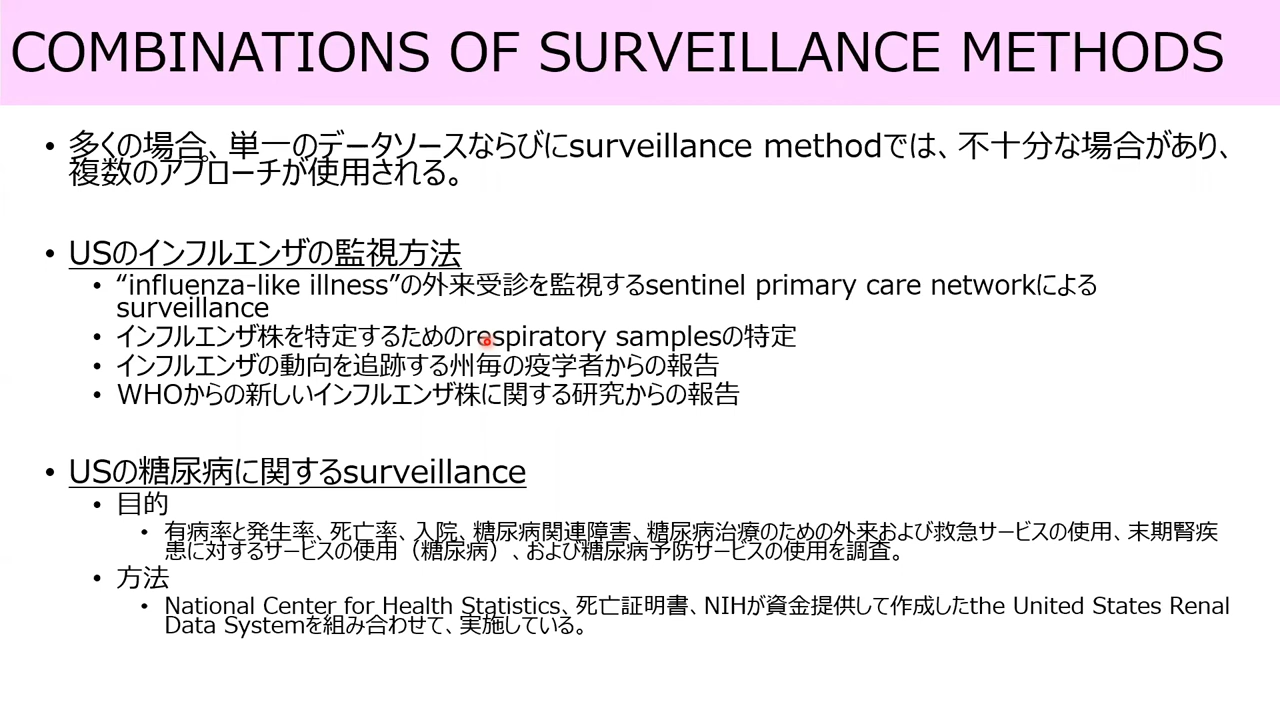 COMBINATIONS OF SURVEILLANCE METHODS
• 多くの場合、単一のデータソースならびにsurveillance methodでは、不十分な場合があり、
複数のアプローチが使用される。
• USのインフルエンザの監視方法
• “influenza-like illness”の外来受診を監視するsentinel primary care networkによる
surveillance
• インフルエンザ株を特定するためのrespiratory samplesの特定
• インフルエンザの動向を追跡する州毎の疫学者からの報告
• WHOからの新しいインフルエンザ株に関する研究からの報告
• USの糖尿病に関するsurveillance
• 目的
• 有病率と発生率、死亡率、入院、糖尿病関連障害、糖尿病治療のための外来および救急サービスの使用、末期腎疾
患に対するサービスの使用（糖尿病）、および糖尿病予防サービスの使用を調査。
• 方法
• National Center for Health Statistics、死亡証明書、NIHが資金提供して作成したthe United States Renal
Data Systemを組み合わせて、実施している。